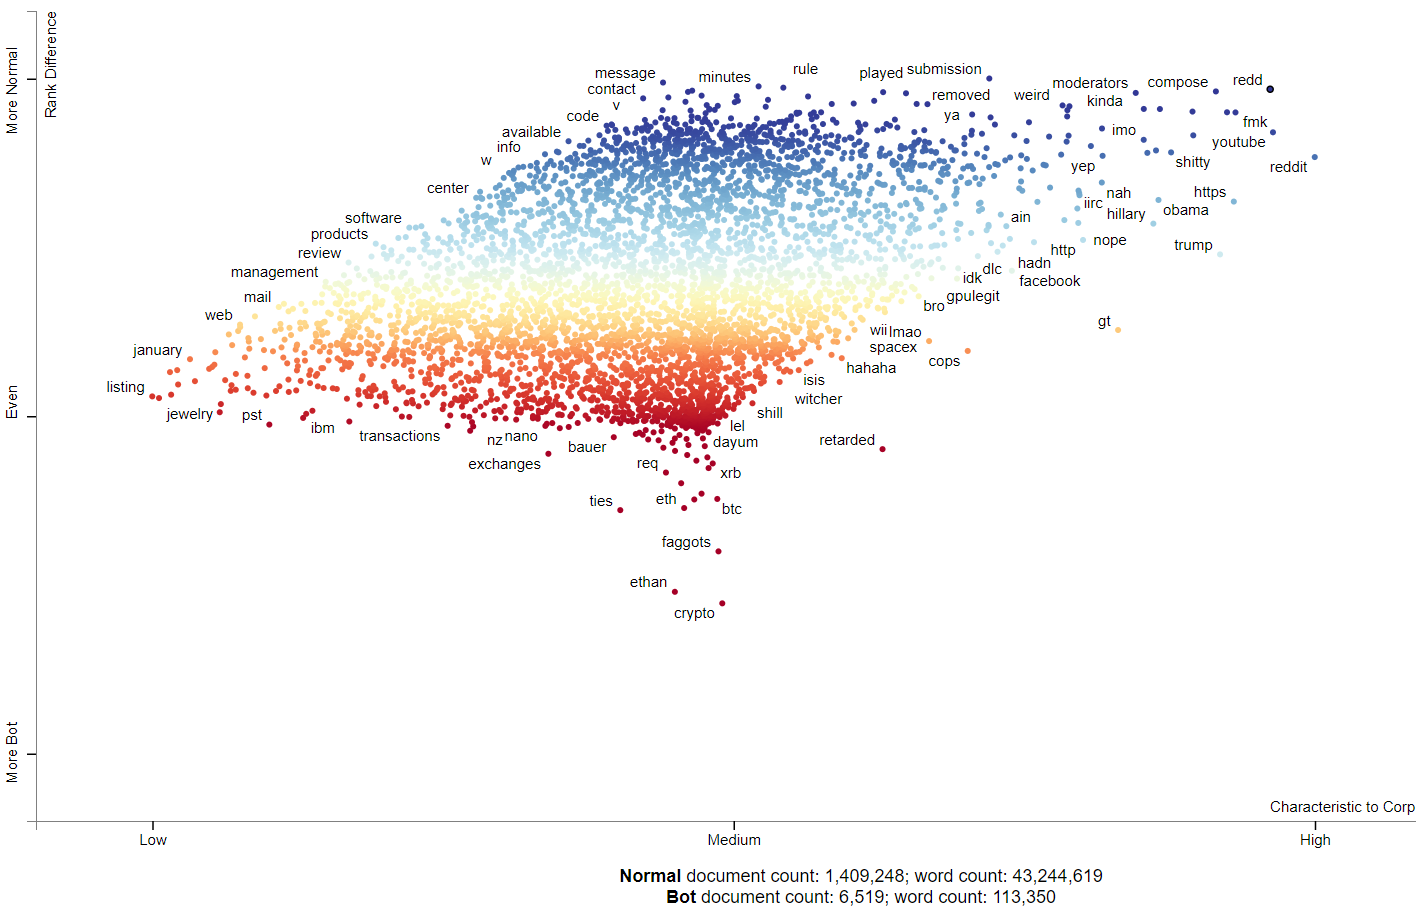 More Normal
Rank Difference
message
minutes
rule
played
submission
moderators
compose
redd
contact
v
removed
weird
kinda
code
ya
imo
fmk
available
youtube
info
w
yep
shitty
reddit
center
nah
https
iirc
software
ain
hillary
obama
products
nope
trump
review
http
management
idk
dlc
hadn
facebook
mail
bro
gpulegit
web
wii
lmao
gt
january
spacex
cops
hahaha
listing
isis
Even
witcher
jewelry
pst
shill
ibm
lel
transactions
nz
nano
dayum
retarded
bauer
exchanges
req
xrb
ties
eth
btc
faggots
ethan
crypto
More Bot
Characteristic to Corp
Low
Medium
High
Normal document count: 1,409,248; word count: 43,244,619
Bot document count: 6,519; word count: 113,350